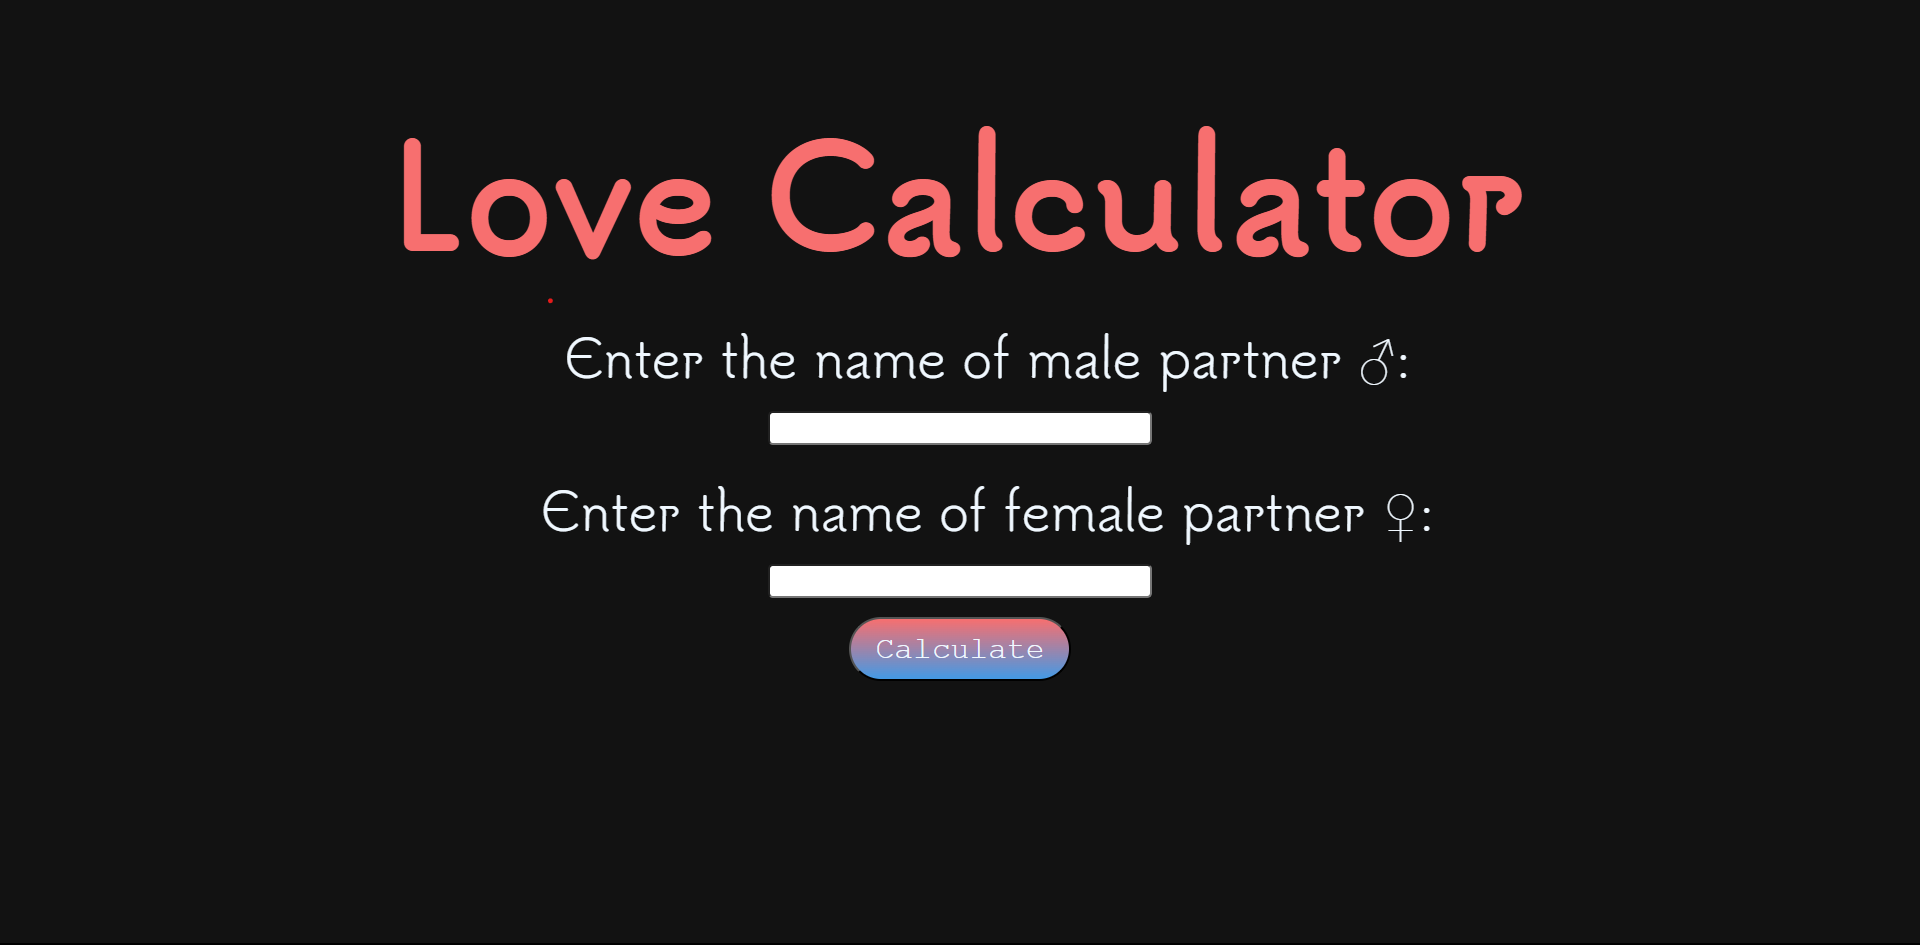 Love Calculator
Enter the name of male partner ♂:
Enter the name of female partner ♀:
Calculate